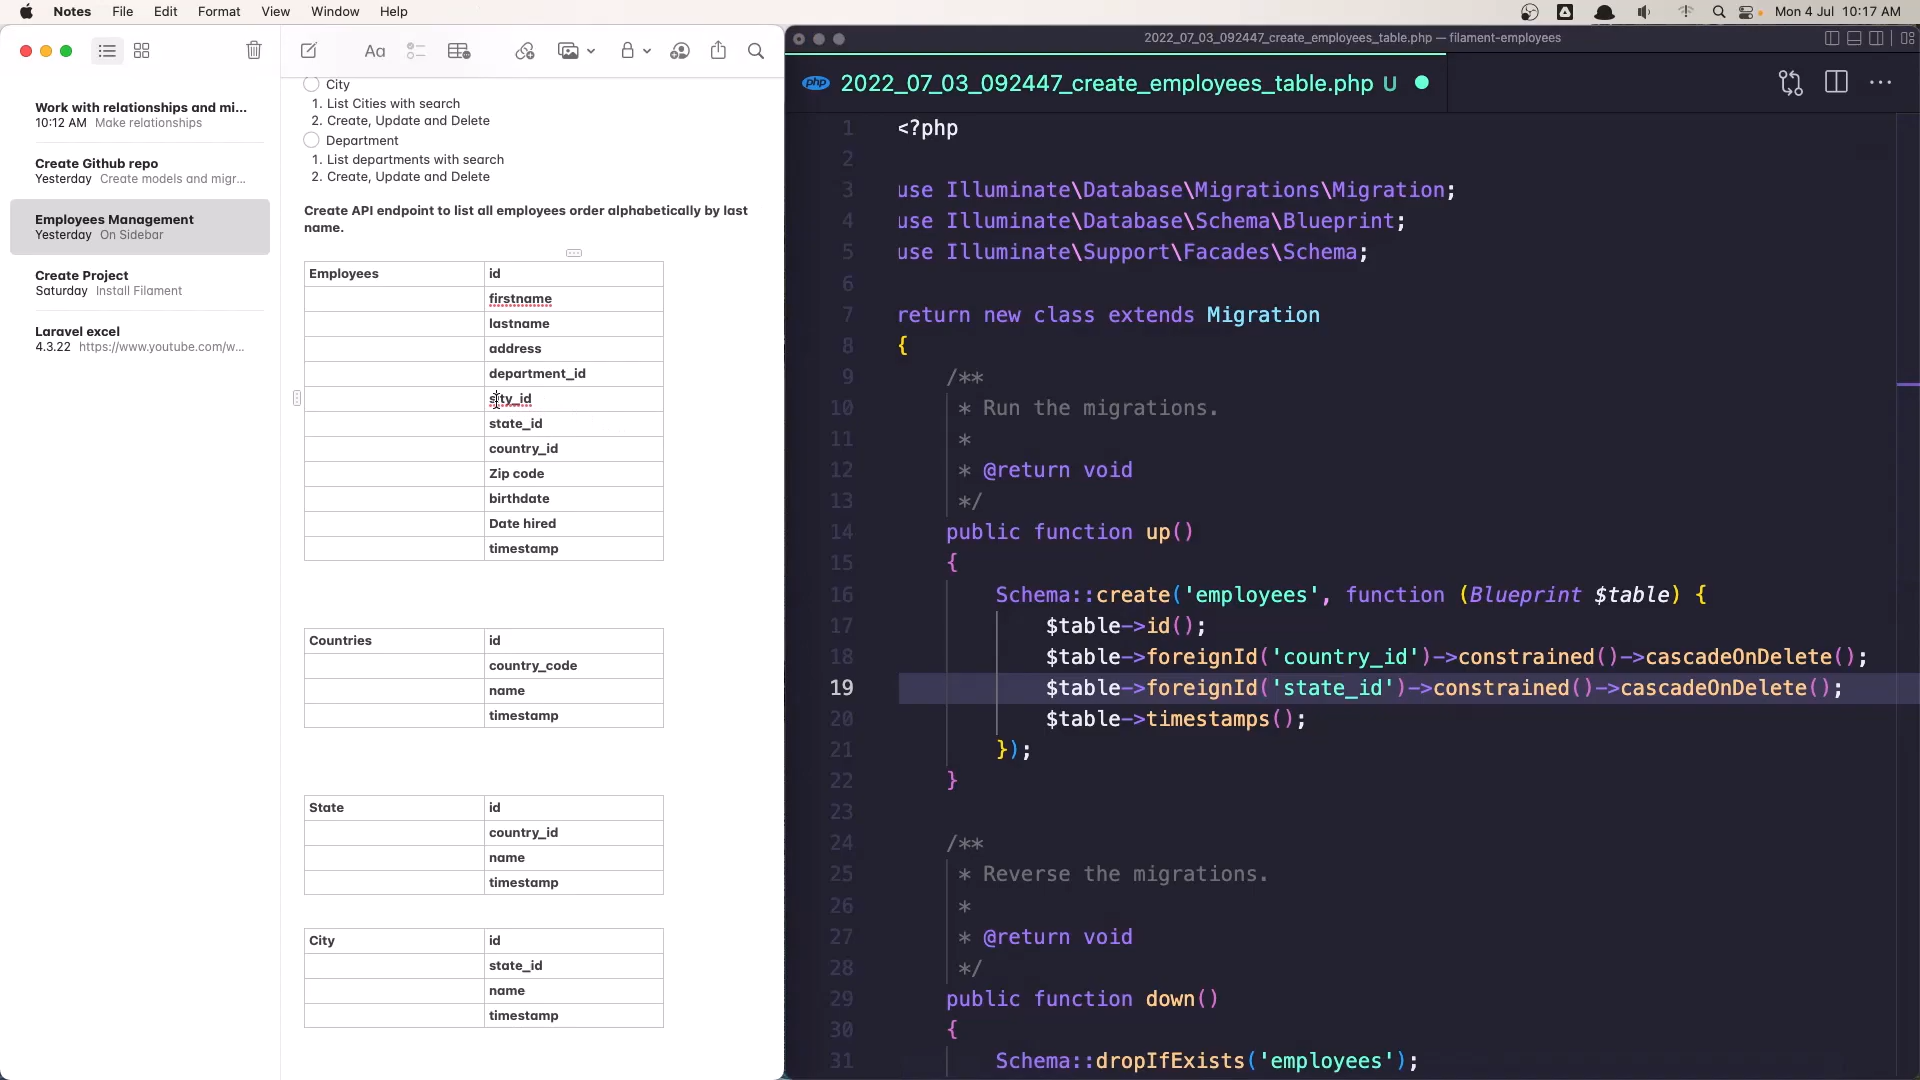 Notes File Edit Format View Window Help
Mon 4 Jul 10:17 AM
Work with relationships and mi...
10:12 AM Make relationships
Create Github repo
Yesterday Create models and migr...
Employees Management
Yesterday On Sidebar
Create Project
Saturday Install Filament
Laravel excel
4.3.22 https://www.youtube.com/w...
Aa
City
1. List Cities with search
2. Create, Update and Delete
Department
1. List departments with search
2. Create, Update and Delete
Create API endpoint to list all employees order alphabetically by last
name.
Employees id
firstname
lastname
address
department_id
sity_id
state_id
country_id
Zip code
birthdate
Date hired
timestamp
Countries id
country_code
name
timestamp
State id
country_id
name
timestamp
City id
state_id
name
timestamp
2022_07_03_092447_create_employees_table.php — filament-employees
php 2022_07_03_092447_create_employees_table.php U
1 <?php
2
3 use Illuminate\Database\Migrations\Migration;
4 use Illuminate\Database\Schema\Blueprint;
5 use Illuminate\Support\Facades\Schema;
6
7 return new class extends Migration
8 {
9 /**
10 * Run the migrations.
11 *
12 * @return void
13 */
14 public function up()
15 {
16 Schema::create('employees', function (Blueprint $table) {
17 $table->id();
18 $table->foreignId('country_id')->constrained()->cascadeOnDelete();
19 $table->foreignId('state_id')->constrained()->cascadeOnDelete();
20 $table->timestamps();
21 });
22 }
23
24 /**
25 * Reverse the migrations.
26 *
27 * @return void
28 */
29 public function down()
30 {
31 Schema::dropIfExists('employees');